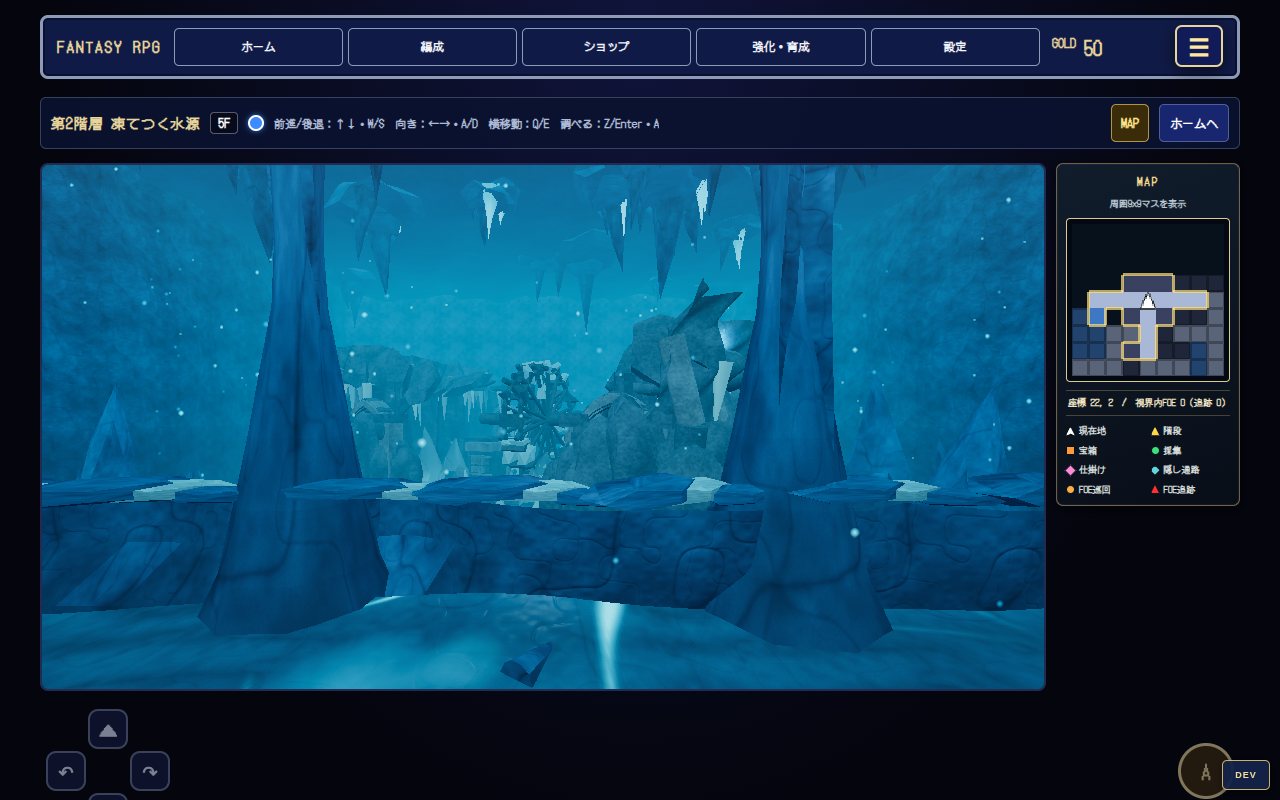 FANTASY RPG
ホーム
編成
ショップ
強化・育成
設定
GOLD 50
第2階層 凍てつく水源
5F
前進/後退：↑↓・W/S 向き：←→・A/D 横移動：Q/E 調べる：Z/Enter・A
MAP
ホームへ
MAP
周囲9x9マスを表示
座標 22, 2 / 視界内FOE 0（追跡 0）
現在地
階段
宝箱
採集
仕掛け
隠し通路
FOE巡回
FOE追跡
A
DEV